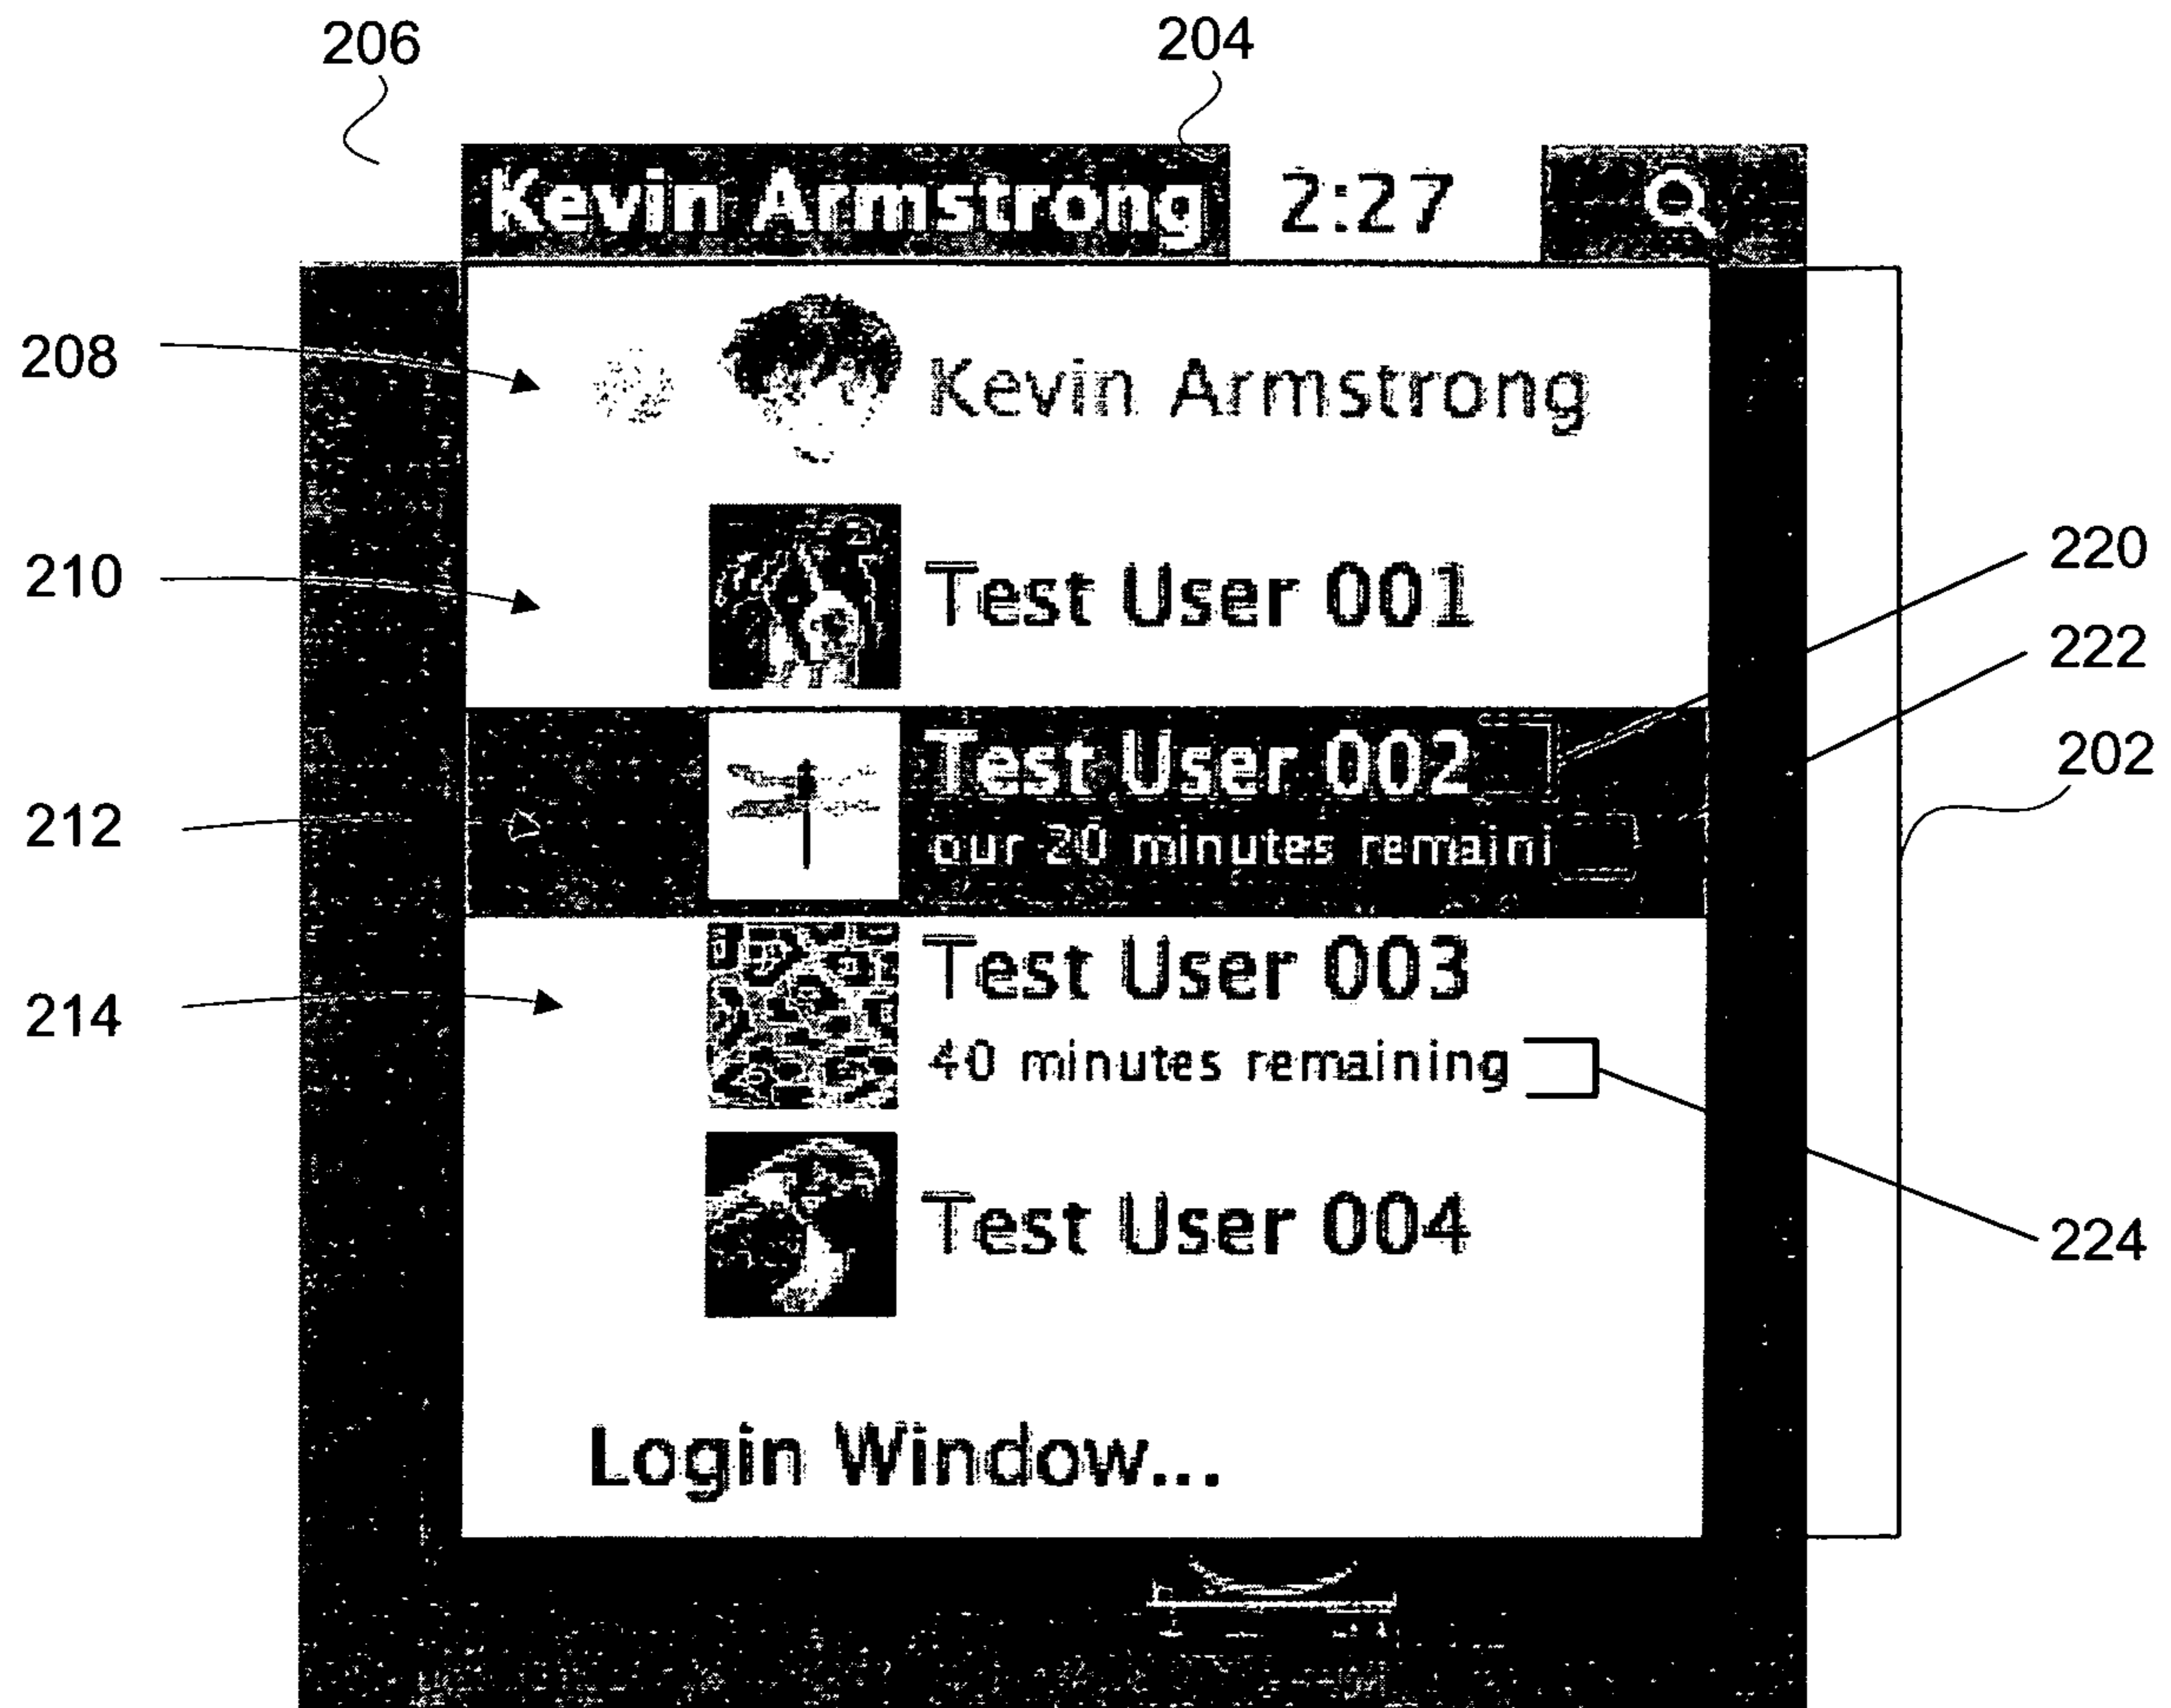 206 204
Kevin Armstrong 2:27
208 Kevin Armstrong
210 Test User 001
220
222
202
212 Test User 002
our 20 minutes remaini
214 Test User 003
40 minutes remaining
Test User 004
224
Login Window...